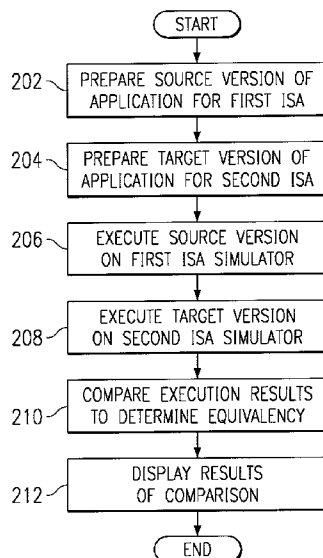 START
202
PREPARE SOURCE VERSION OF
APPLICATION FOR FIRST ISA
204
PREPARE TARGET VERSION OF
APPLICATION FOR SECOND ISA
206
EXECUTE SOURCE VERSION
ON FIRST ISA SIMULATOR
208
EXECUTE TARGET VERSION
ON SECOND ISA SIMULATOR
210
COMPARE EXECUTION RESULTS
TO DETERMINE EQUIVALENCY
212
DISPLAY RESULTS
OF COMPARISON
END